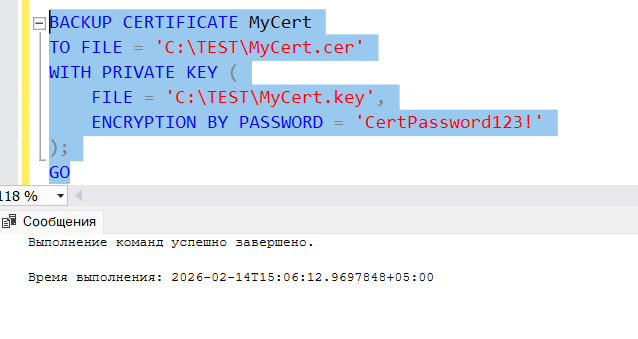 BACKUP CERTIFICATE MyCert
TO FILE = 'C:\TEST\MyCert.cer'
WITH PRIVATE KEY (
    FILE = 'C:\TEST\MyCert.key',
    ENCRYPTION BY PASSWORD = 'CertPassword123!'
);
GO
118 %
Сообщения
Выполнение команд успешно завершено.
Время выполнения: 2026-02-14T15:06:12.9697848+05:00